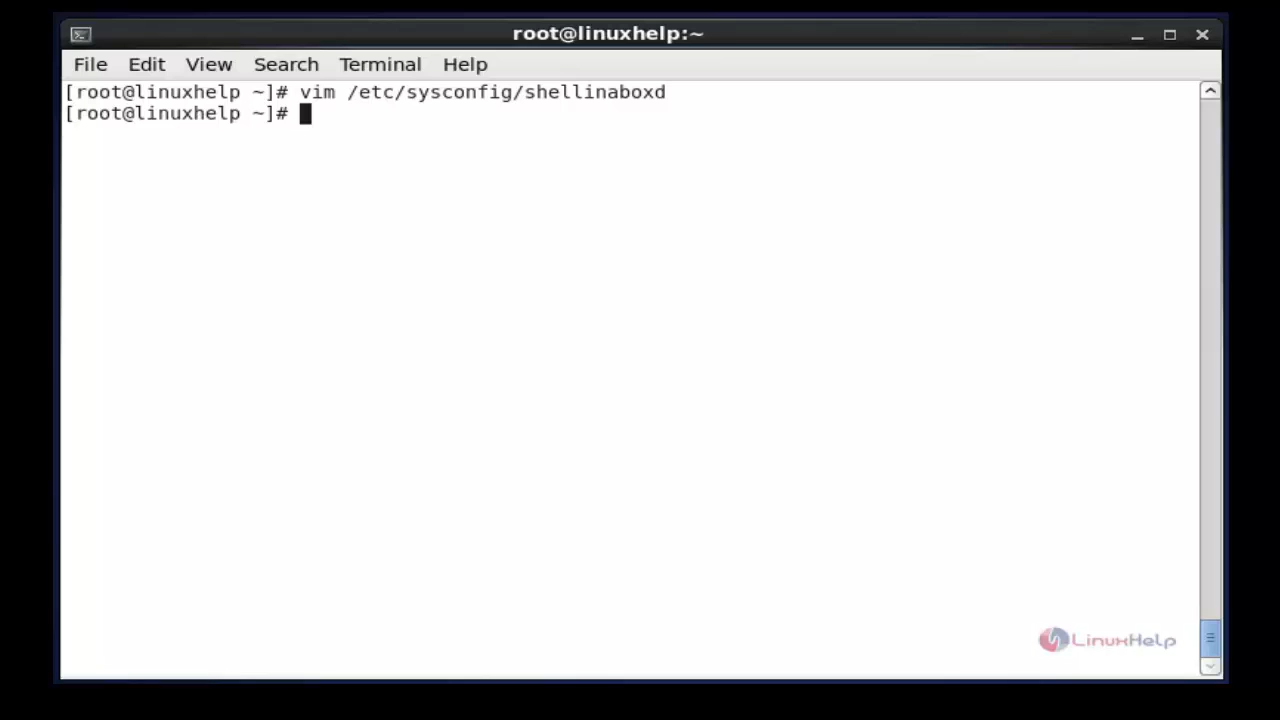 root@linuxhelp:~
File Edit View Search Terminal Help
[root@linuxhelp ~]# vim /etc/sysconfig/shellinaboxd
[root@linuxhelp ~]#
LinuxHelp